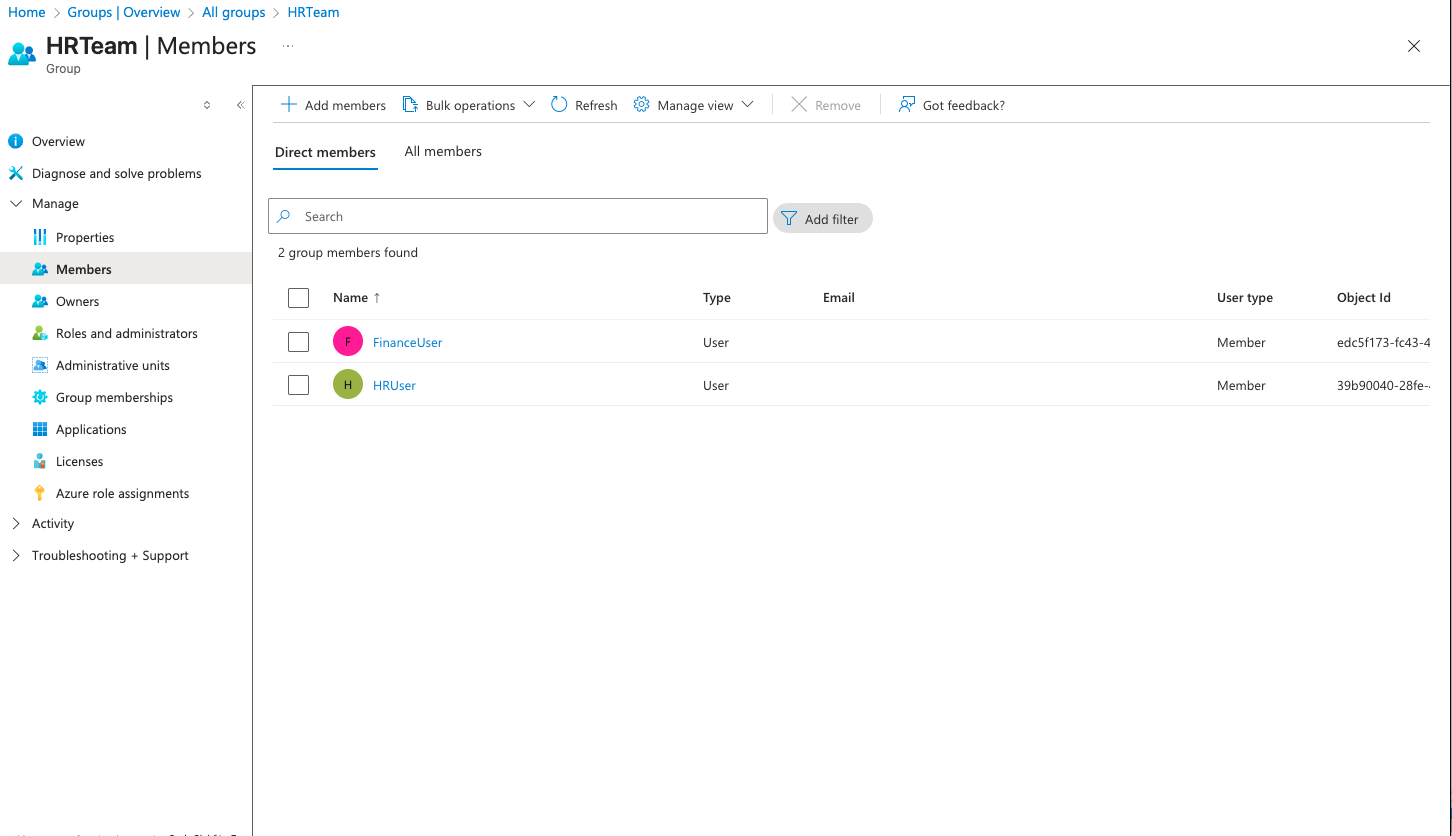 Home > Groups | Overview > All groups > HRTeam
HRTeam | Members ...
Group
Add members Bulk operations Refresh Manage view Remove Got feedback?
Overview
Diagnose and solve problems
Manage
Properties
Members
Owners
Roles and administrators
Administrative units
Group memberships
Applications
Licenses
Azure role assignments
Activity
Troubleshooting + Support
Direct members All members
Search Add filter
2 group members found
Name ↑ Type Email User type Object Id
F FinanceUser User Member edc5f173-fc43-4
H HRUser User Member 39b90040-28fe-